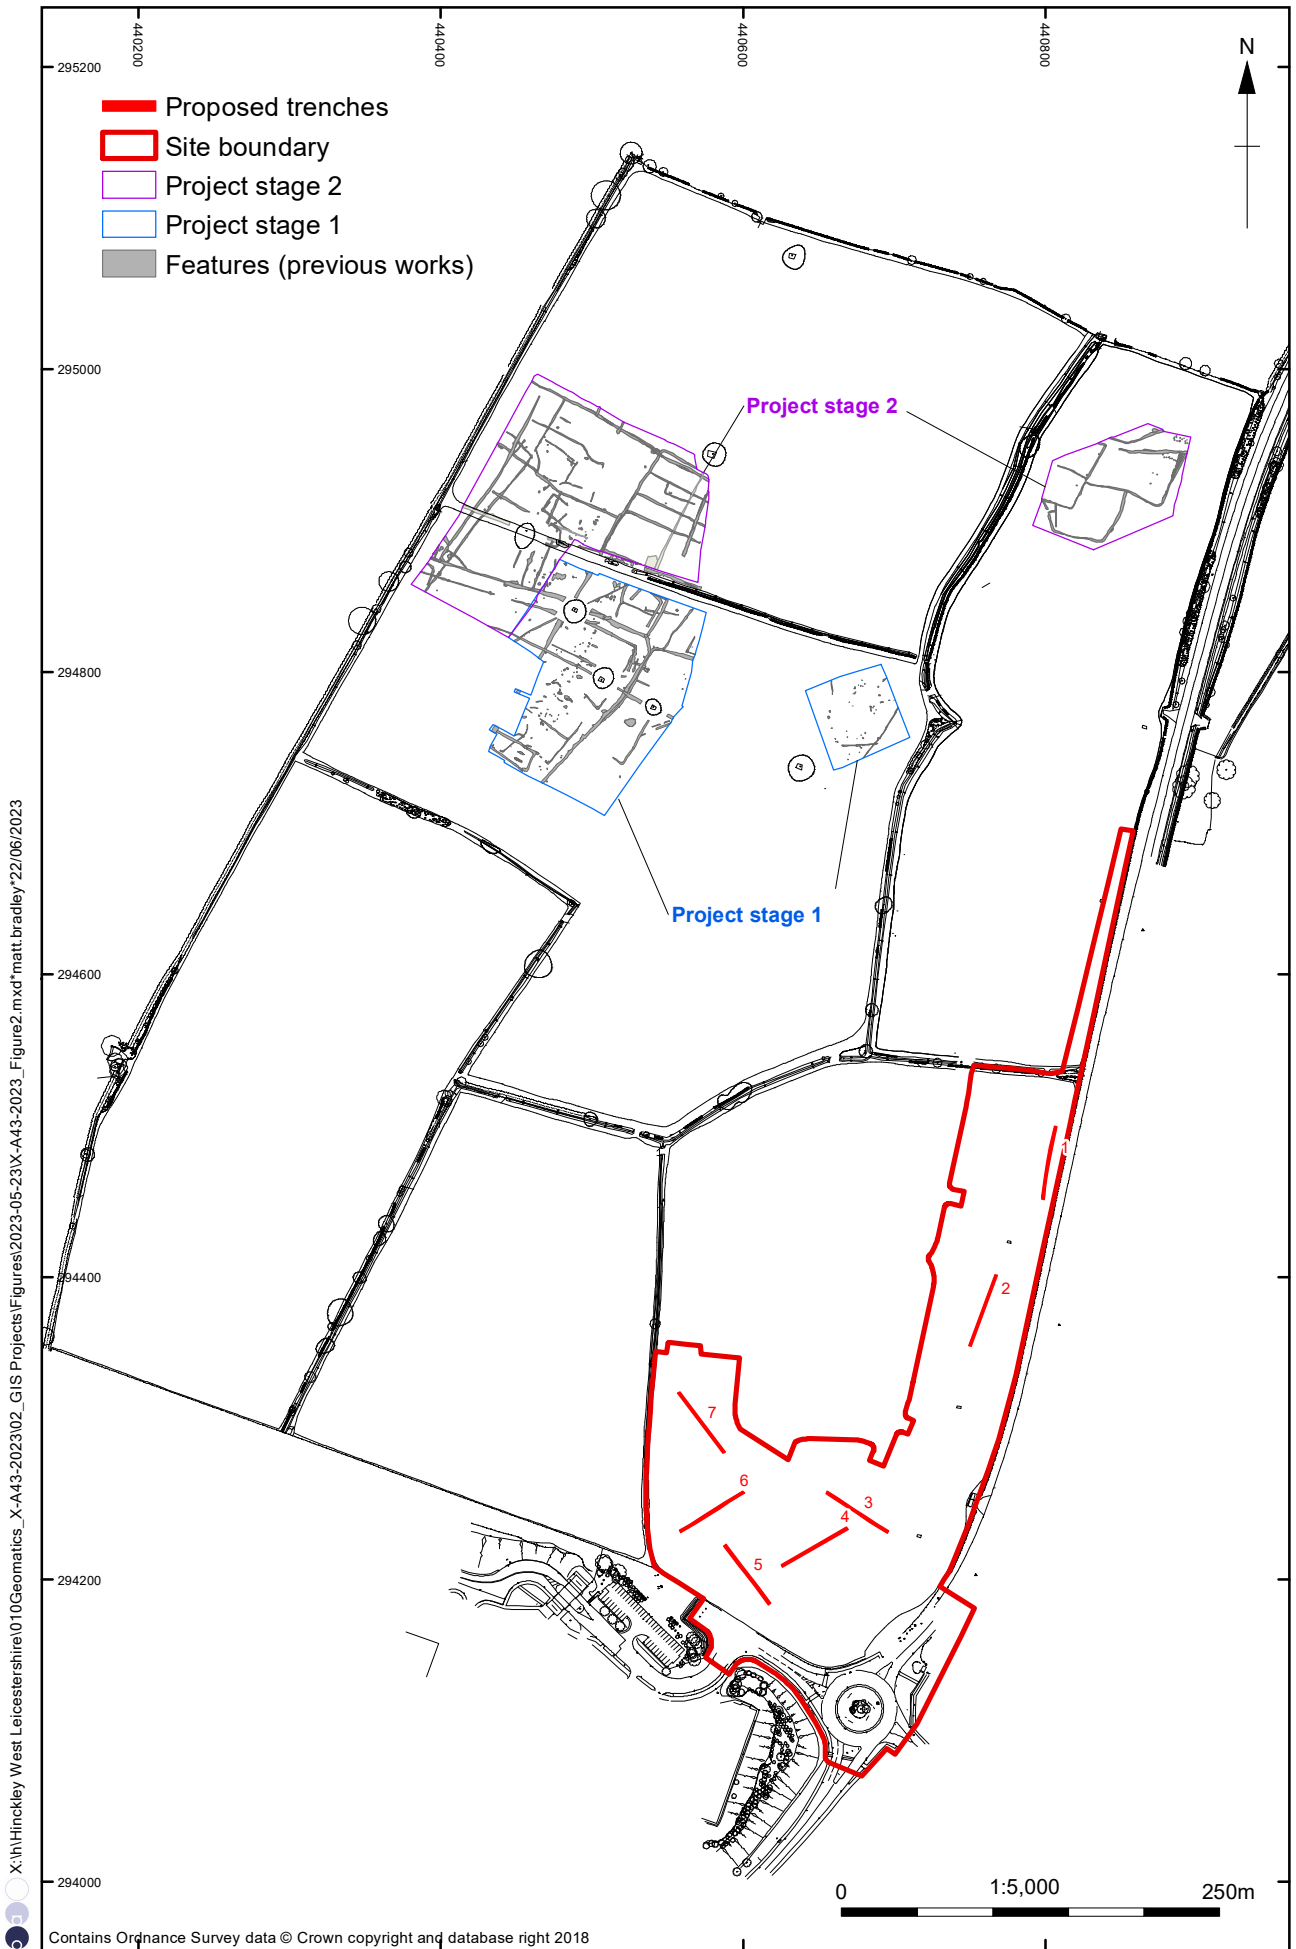 440200
440400
440600
440800
295200
N
Proposed trenches
Site boundary
Project stage 2
Project stage 1
Features (previous works)
295000
Project stage 2
294800
Project stage 1
294600
1
294400
2
7
6
3
4
5
294200
294000
0
1:5,000
250m
X:\h\Hinckley West Leicestershire\010Geomatics_X-A43-2023\02_GIS Projects\Figures\2023-05-23\X-A43-2023_Figure2.mxd*matt.bradley*22/06/2023
Contains Ordnance Survey data © Crown copyright and database right 2018